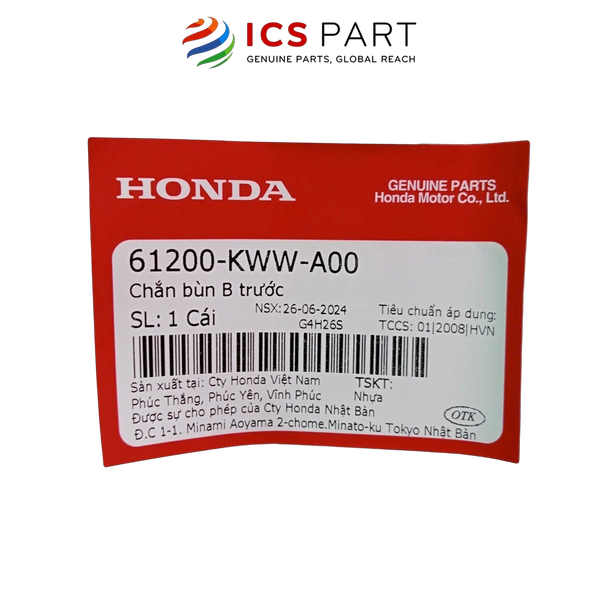 ICS PART
GENUINE PARTS, GLOBAL REACH
HONDA
GENUINE PARTS
Honda Motor Co., Ltd.
61200-KWW-A00
Chắn bùn B trước
SL: 1 Cái
NSX: 26-06-2024
G4H26S
Tiêu chuẩn áp dụng:
TCCS: 01|2008|HVN
Sản xuất tại: Cty Honda Việt Nam
Phúc Thắng, Phúc Yên, Vĩnh Phúc
TSKT:
Nhựa
Được sự cho phép của Cty Honda Nhật Bản
Đ.C 1-1. Minami Aoyama 2-chome.Minato-ku Tokyo Nhật Bản
OTK